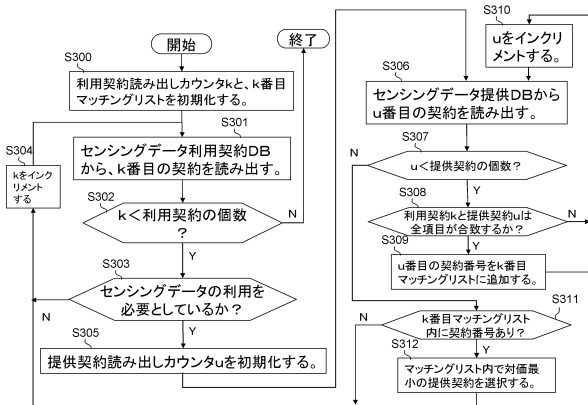 開始
終了
S300
利用契約読み出しカウンタkと、k番目
マッチングリストを初期化する。
S301
センシングデータ利用契約DB
から、k番目の契約を読み出す。
S304
kをインク
リメント
する
S302
k＜利用契約の個数
？
N
Y
S303
センシングデータの利用を
必要としているか？
N
Y
S305
提供契約読み出しカウンタuを初期化する。
S310
uをインクリ
メントする。
S306
センシングデータ提供DBから
u番目の契約を読み出す。
S307
N
u＜提供契約の個数？
Y
S308
利用契約kと提供契約uは
全項目が合致するか？
N
Y
S309
u番目の契約番号をk番目
マッチングリストに追加する。
S311
k番目マッチングリスト
内に契約番号あり？
N
Y
S312
マッチングリスト内で対価最
小の提供契約を選択する。